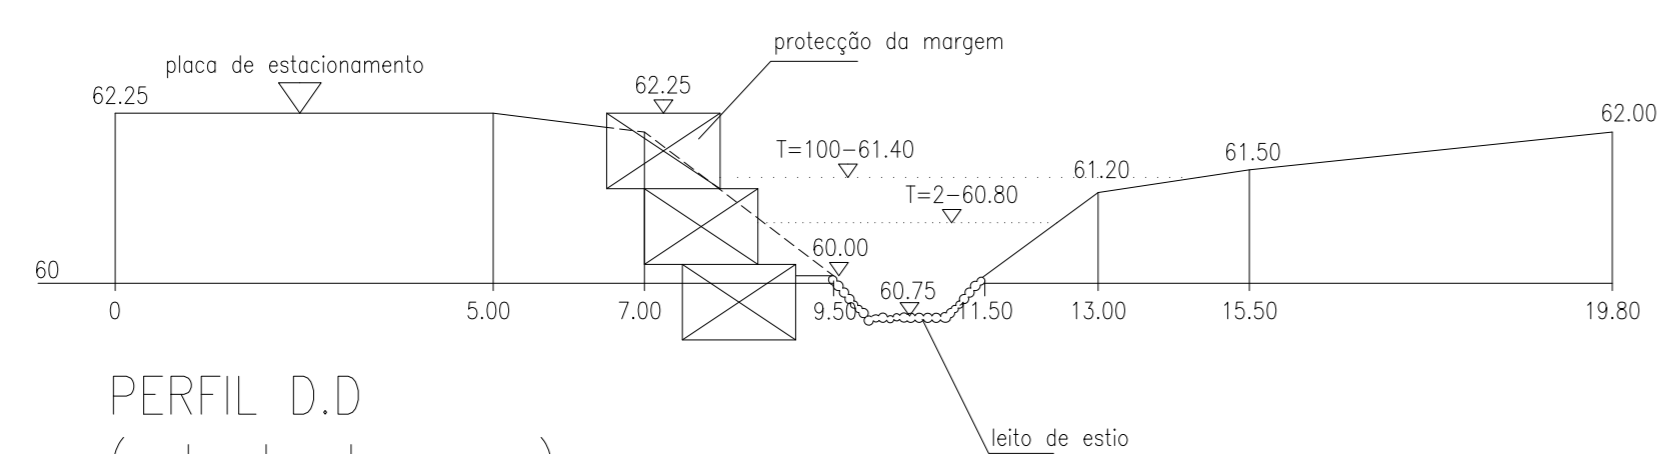 protecção da margem
placa de estacionamento
62.25
62.25
62.00
T=100-61.40
61.50
61.20
T=2-60.80
60.00
60
60.75
0
5.00
7.00
9.50
11.50
13.00
15.50
19.80
PERFIL D.D
leito de estio